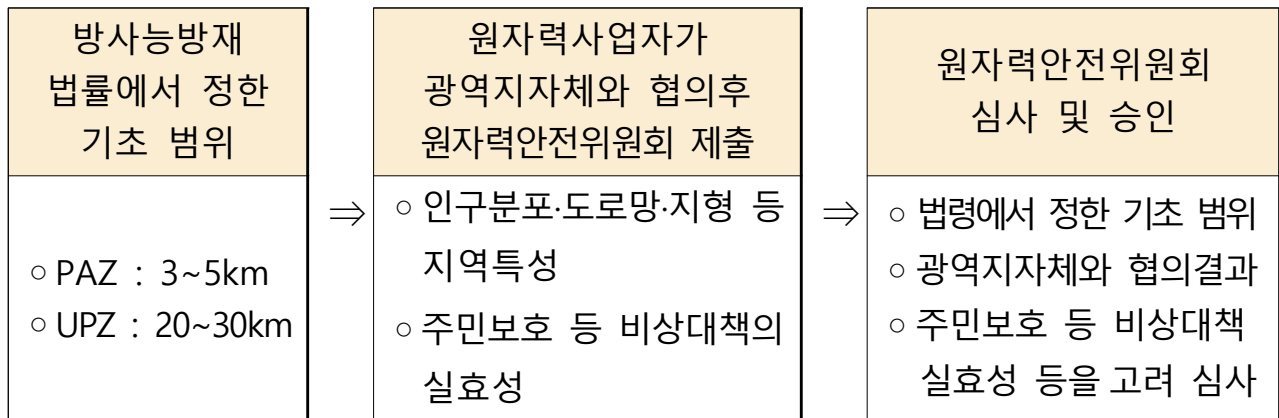 방사능방재
법률에서 정한
기초 범위
○ PAZ : 3~5km
○ UPZ : 20~30km
⇒
원자력사업자가
광역지자체와 협의후
원자력안전위원회 제출
○ 인구분포·도로망·지형 등
지역특성
○ 주민보호 등 비상대책의
실효성
⇒
원자력안전위원회
심사 및 승인
○ 법령에서 정한 기초 범위
○ 광역지자체와 협의결과
○ 주민보호 등 비상대책
실효성 등을 고려 심사